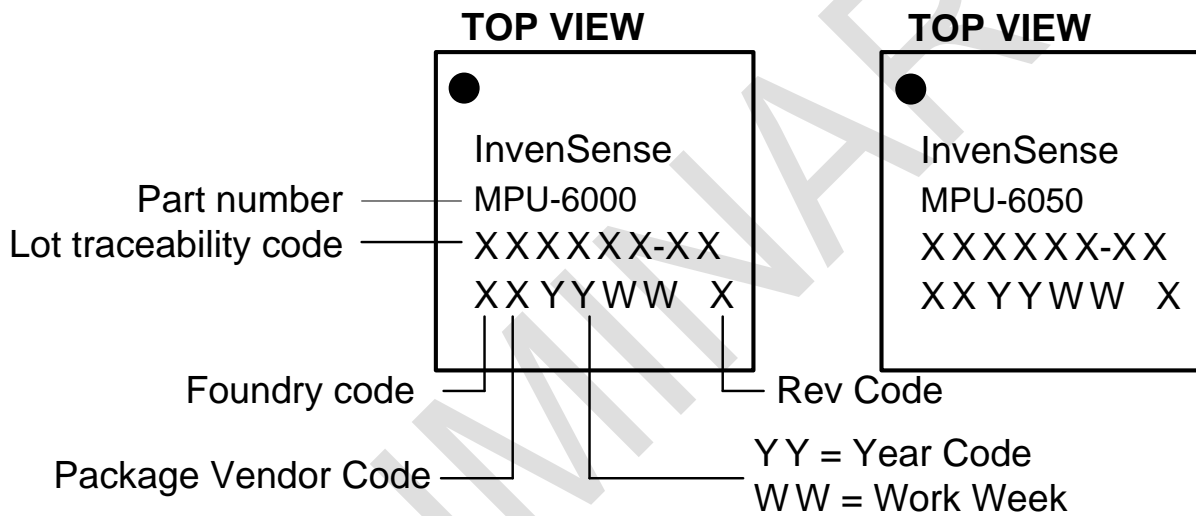 TOP VIEW TOP VIEW
InvenSense InvenSense
Part number MPU-6000 MPU-6050
Lot traceability code XXXXXX-XX XXXXXX-XX
XXYYWW X XXYYWW X
Foundry code Rev Code
Package Vendor Code YY = Year Code
WW = Work Week